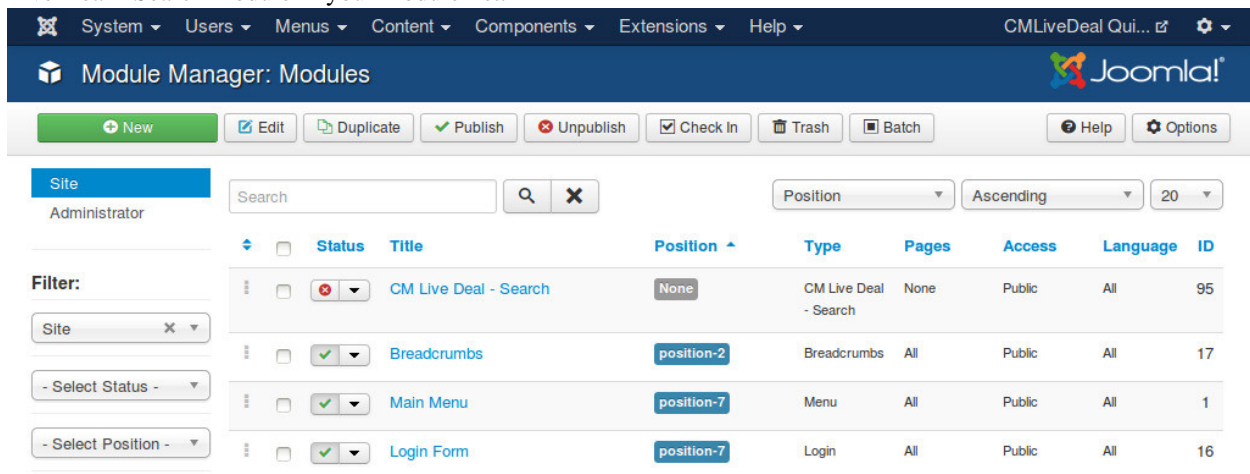 System Users Menus Content Components Extensions Help CMLiveDeal Qui...
Module Manager: Modules Joomla!
New Edit Duplicate Publish Unpublish Check In Trash Batch Help Options
Site
Administrator
Search Position Ascending 20
Status Title Position Type Pages Access Language ID
Filter:
CM Live Deal - Search None CM Live Deal - Search None Public All 95
Site
Breadcrumbs position-2 Breadcrumbs All Public All 17
- Select Status -
Main Menu position-7 Menu All Public All 1
- Select Position -
Login Form position-7 Login All Public All 16